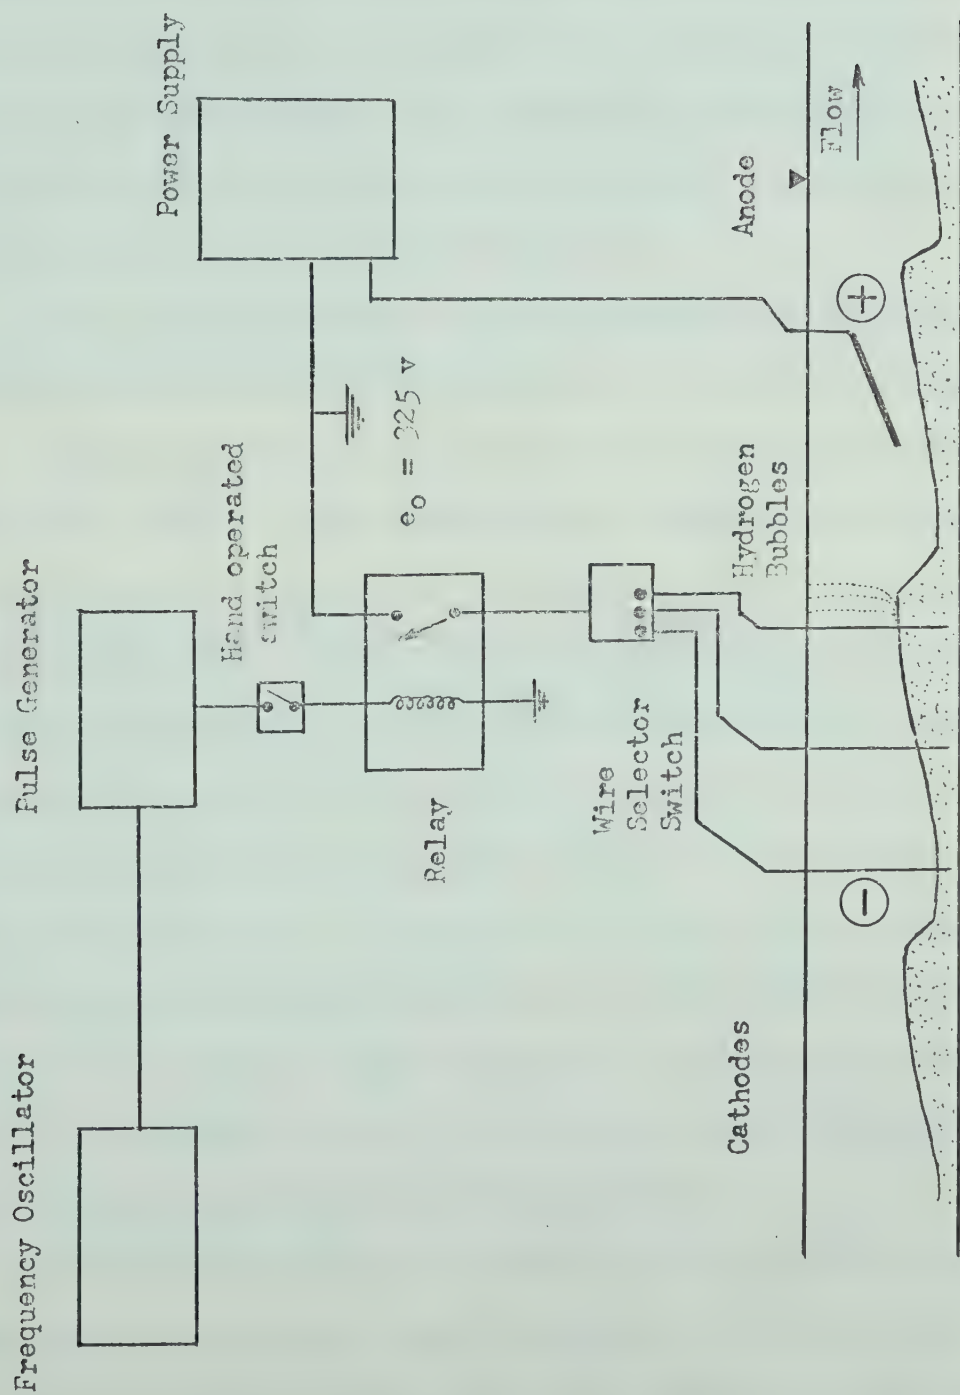 Frequency Oscillator
Pulse Generator
Power Supply
Hand operated
switch
e₀ = 325 v
Relay
Wire
Selector
Switch
Hydrogen
Bubbles
Anode
Cathodes
Flow
+
−